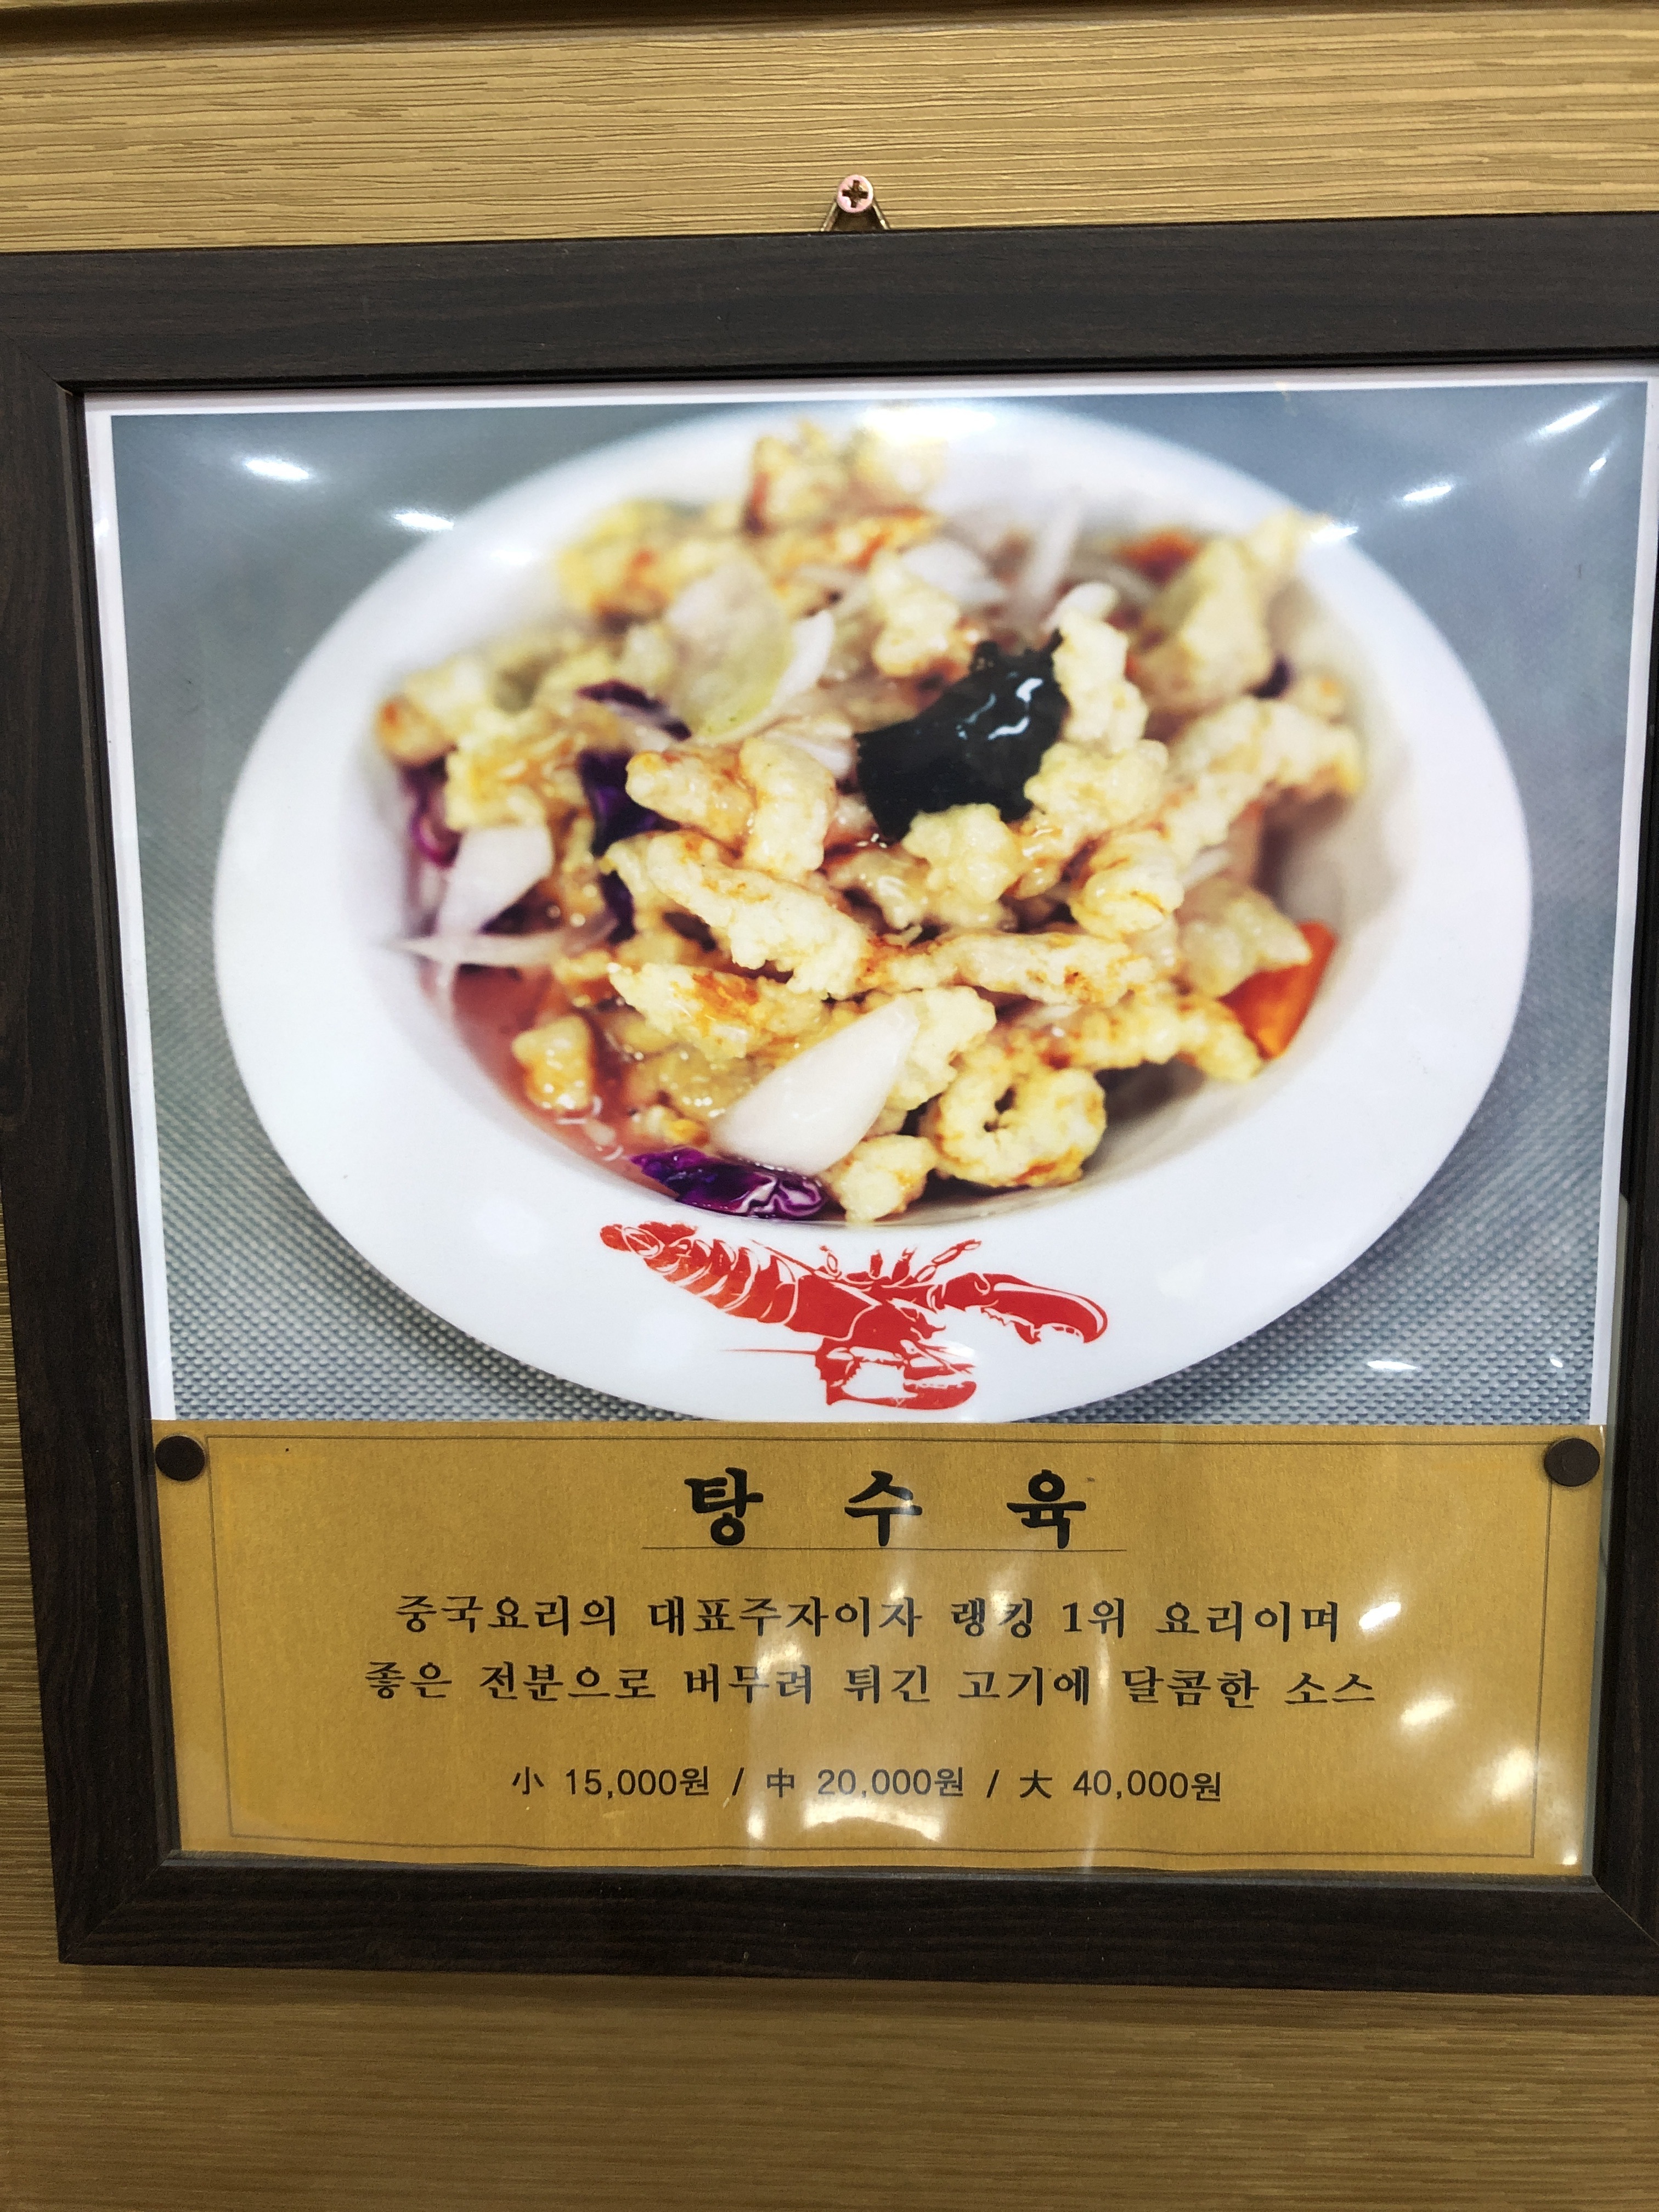 탕 수 육
중국요리의 대표주자이자 랭킹 1위 요리이며
좋은 전분으로 버무려 튀긴 고기에 달콤한 소스
小 15,000원 / 中 20,000원 / 大 40,000원